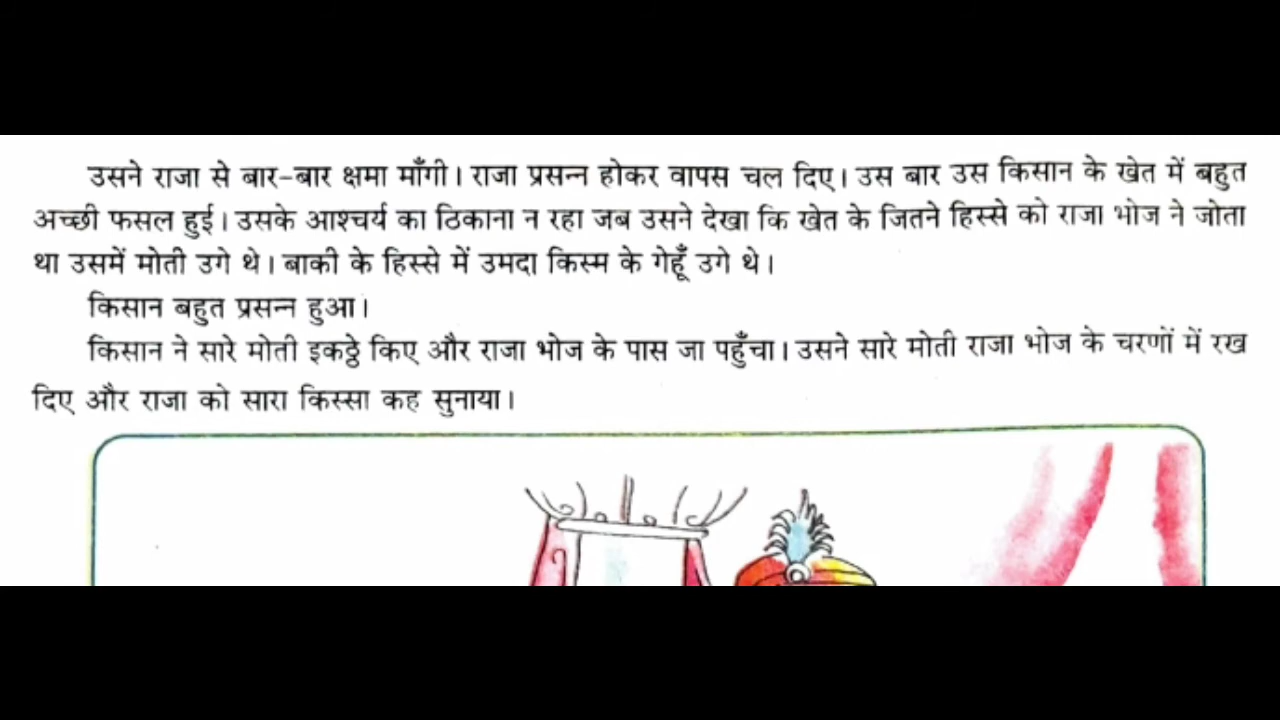 उसने राजा से बार-बार क्षमा माँगी। राजा प्रसन्न होकर वापस चल दिए। उस बार उस किसान के खेत में बहुत
अच्छी फसल हुई। उसके आश्चर्य का ठिकाना न रहा जब उसने देखा कि खेत के जितने हिस्से को राजा भोज ने जोता
था उसमें मोती उगे थे। बाकी के हिस्से में उमदा किस्म के गेहूँ उगे थे।
किसान बहुत प्रसन्न हुआ।
किसान ने सारे मोती इकठ्ठे किए और राजा भोज के पास जा पहुँचा। उसने सारे मोती राजा भोज के चरणों में रख
दिए और राजा को सारा किस्सा कह सुनाया।